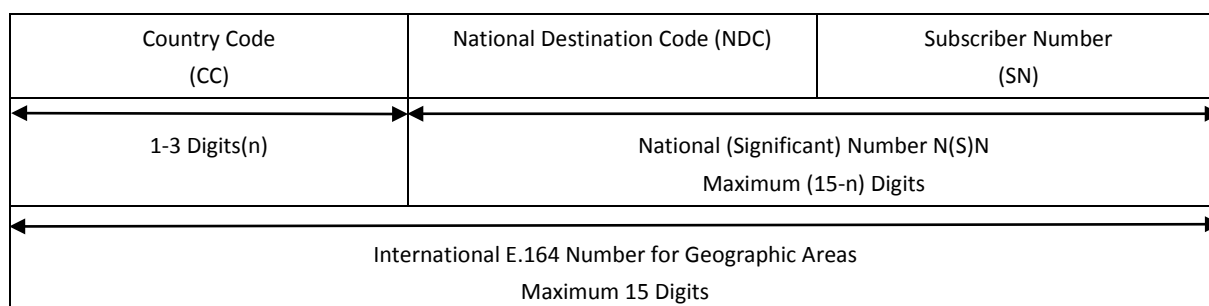 Country Code
(CC)
National Destination Code (NDC)
Subscriber Number
(SN)
1-3 Digits(n)
National (Significant) Number N(S)N
Maximum (15-n) Digits
International E.164 Number for Geographic Areas
Maximum 15 Digits